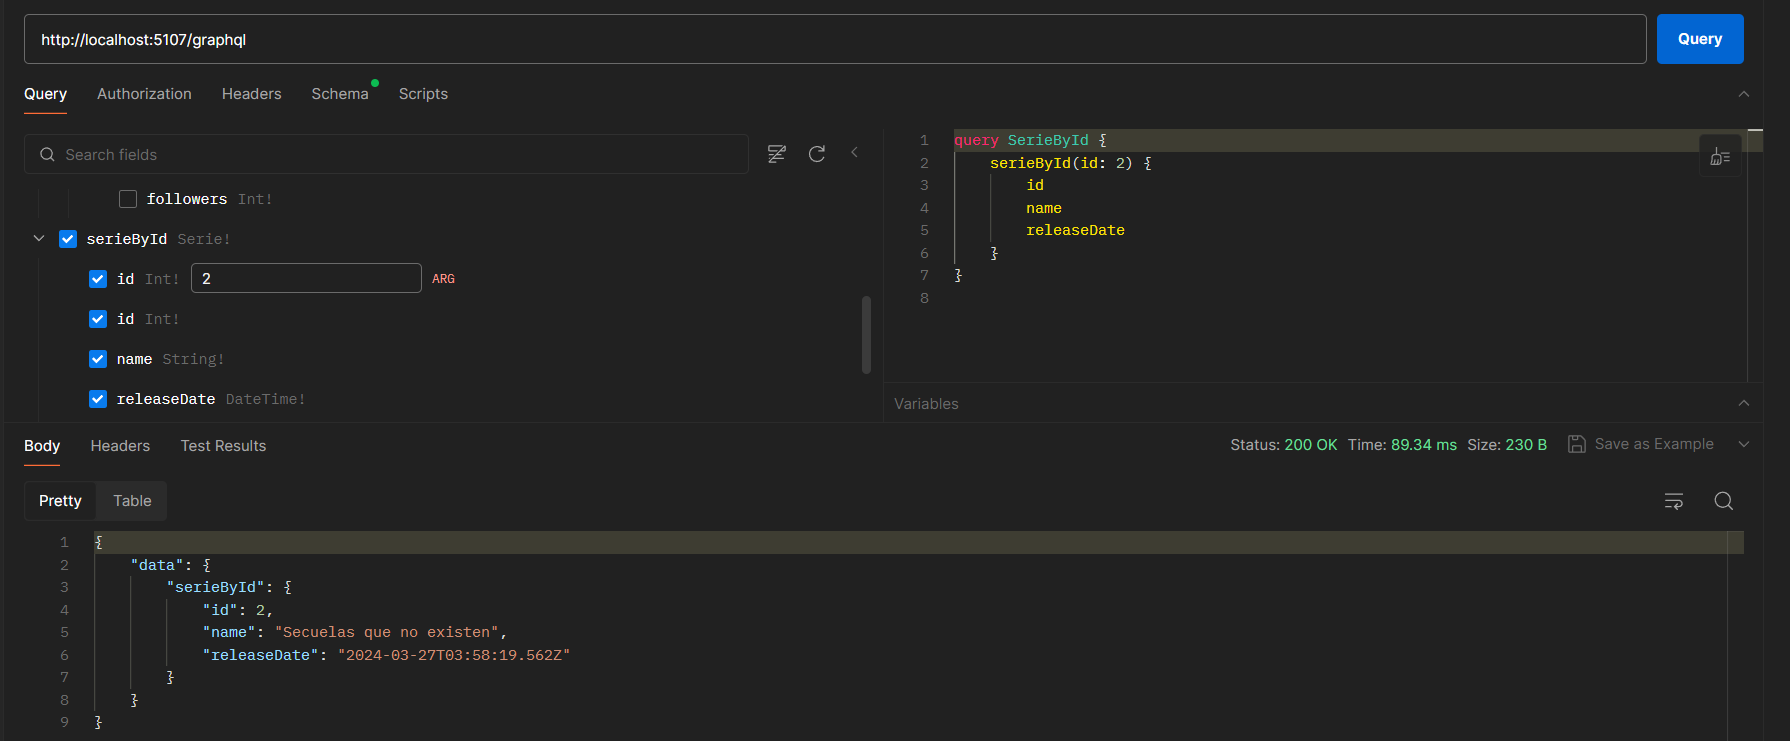 http://localhost:5107/graphql
Query
Query Authorization Headers Schema Scripts
Search fields
followers Int!
serieById Serie!
id Int! 2 ARG
id Int!
name String!
releaseDate DateTime!
1 query SerieById {
2 serieById(id: 2) {
3 id
4 name
5 releaseDate
6 }
7 }
8
Variables
Body Headers Test Results
Status: 200 OK Time: 89.34 ms Size: 230 B Save as Example
Pretty Table
1 {
2 "data": {
3 "serieById": {
4 "id": 2,
5 "name": "Secuelas que no existen",
6 "releaseDate": "2024-03-27T03:58:19.562Z"
7 }
8 }
9 }